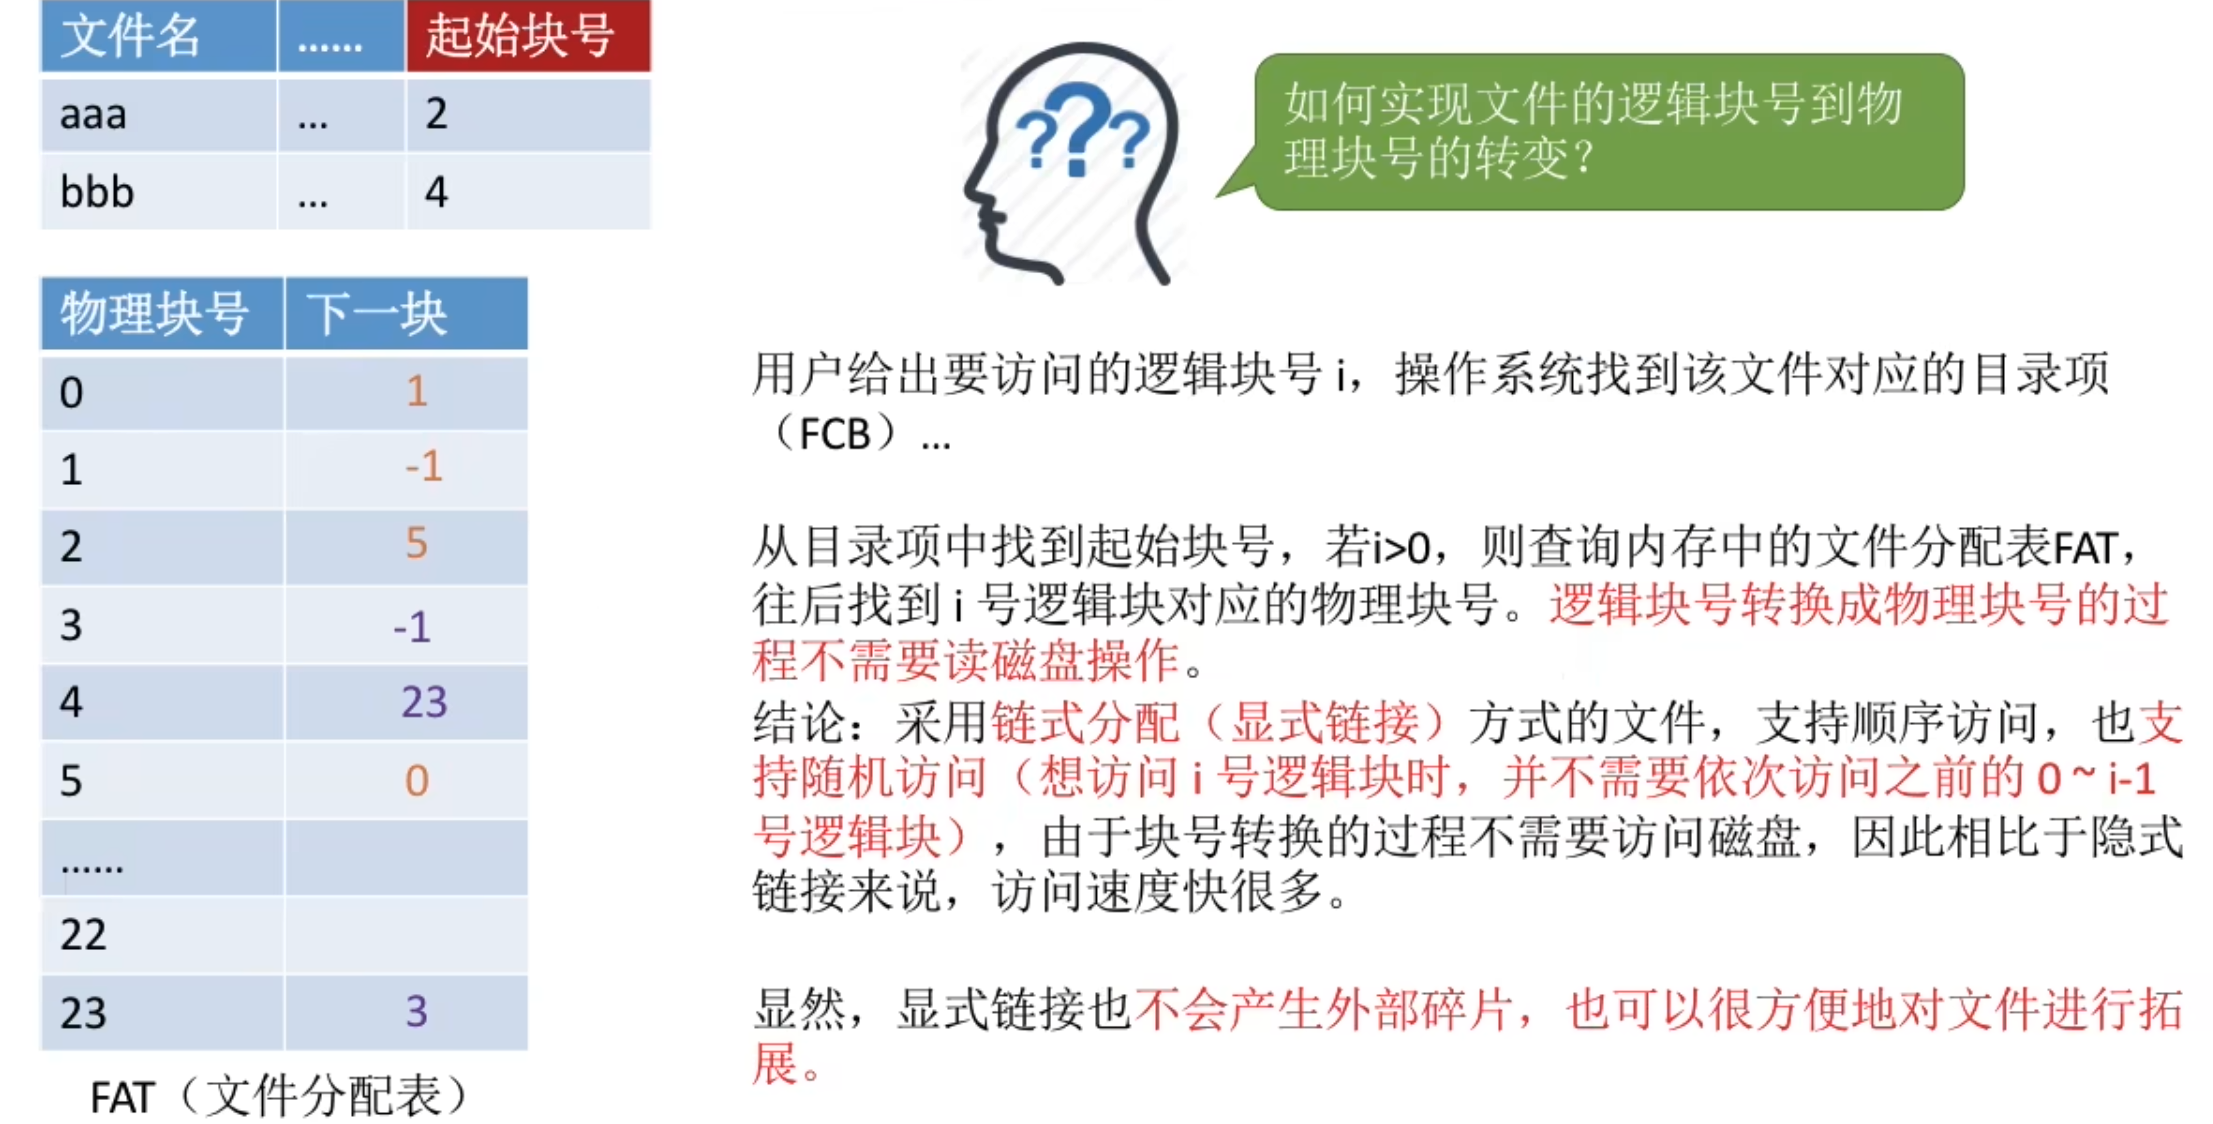 文件名 ...... 起始块号
aaa ... 2
bbb ... 4
???
如何实现文件的逻辑块号到物
理块号的转变？
物理块号 下一块
0 1
1 -1
2 5
3 -1
4 23
5 0
......
22
23 3
FAT（文件分配表）
用户给出要访问的逻辑块号 i，操作系统找到该文件对应的目录项
（FCB）...
从目录项中找到起始块号，若i>0，则查询内存中的文件分配表FAT，
往后找到 i 号逻辑块对应的物理块号。逻辑块号转换成物理块号的过
程不需要读磁盘操作。
结论：采用链式分配（显式链接）方式的文件，支持顺序访问，也支
持随机访问（想访问 i 号逻辑块时，并不需要依次访问之前的 0 ~ i-1
号逻辑块），由于块号转换的过程不需要访问磁盘，因此相比于隐式
链接来说，访问速度快很多。
显然，显式链接也不会产生外部碎片，也可以很方便地对文件进行拓
展。